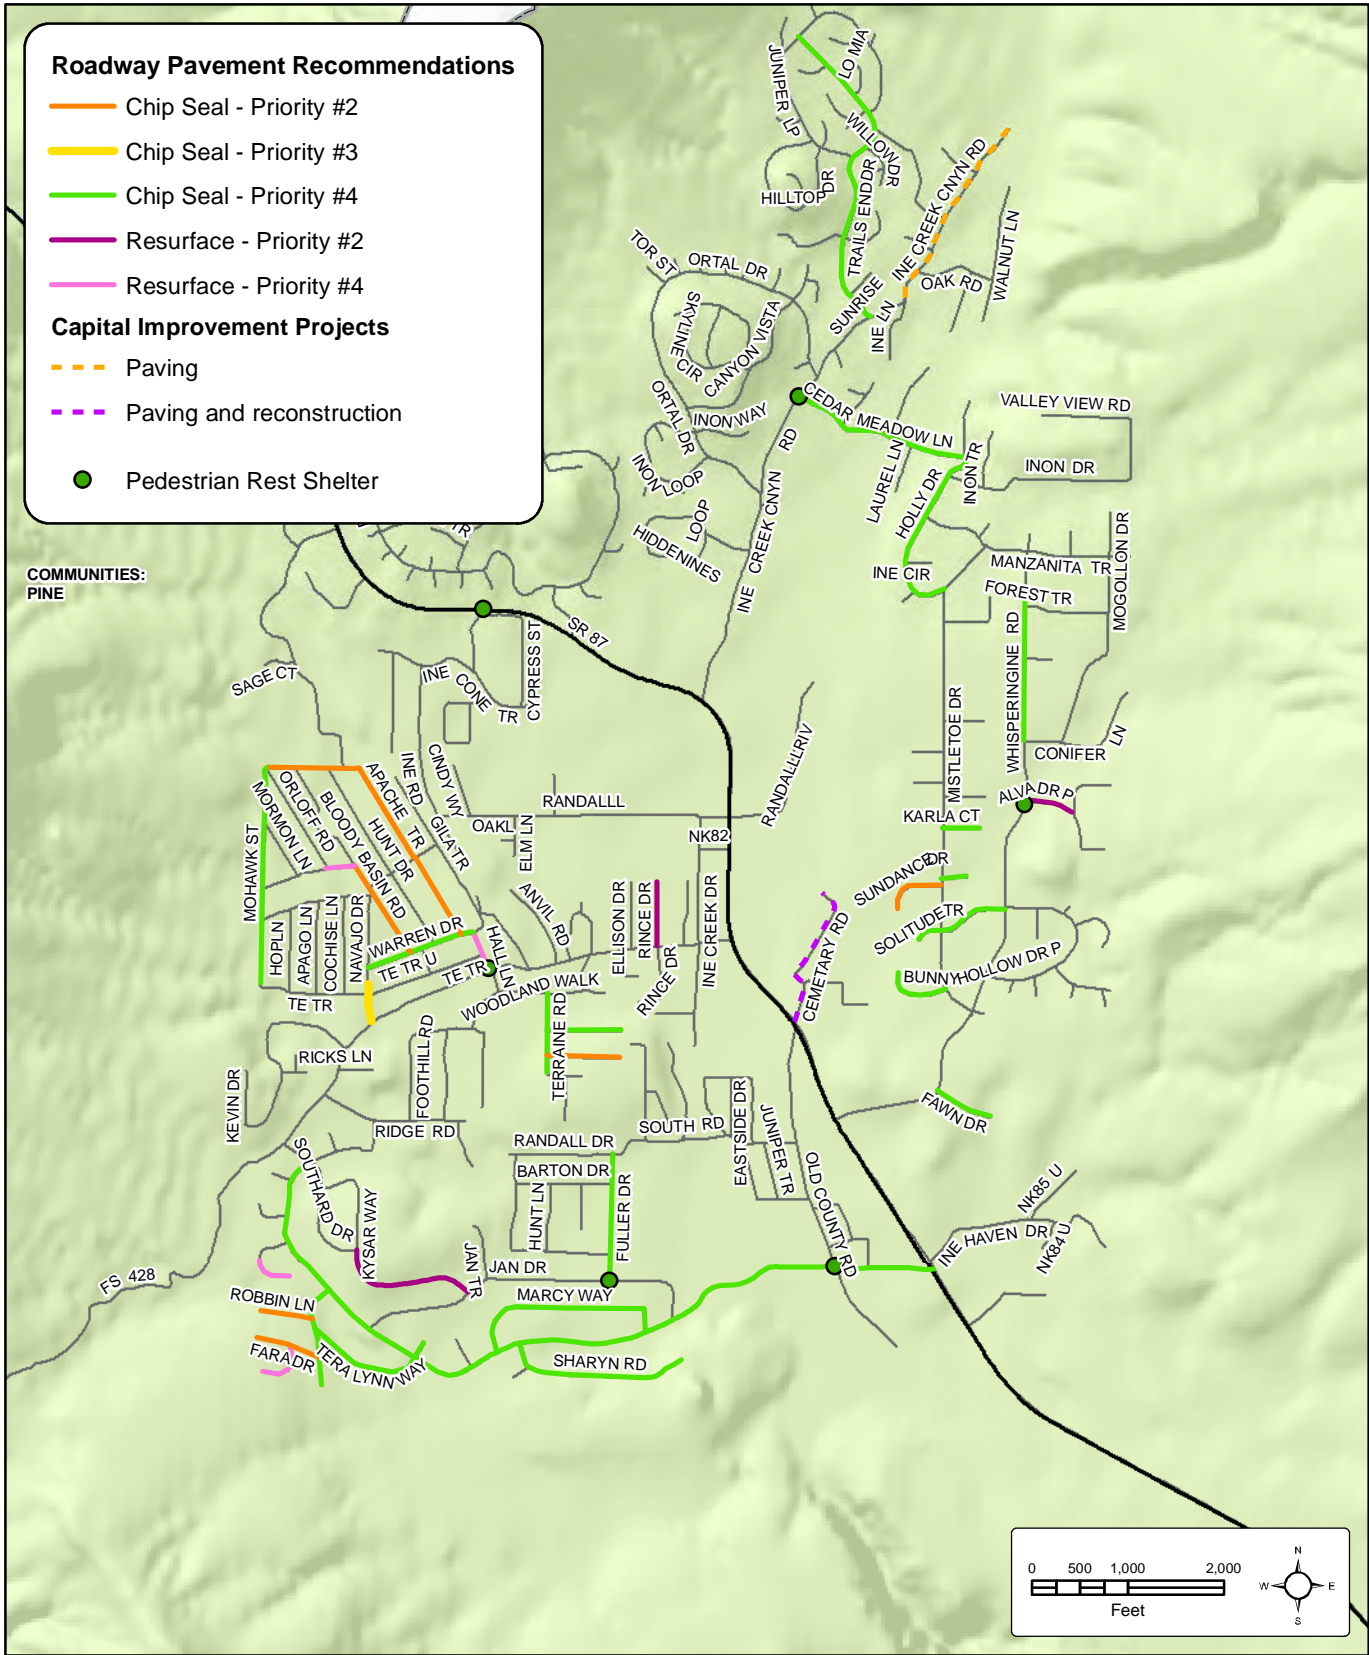 Roadway Pavement Recommendations
Chip Seal - Priority #2
Chip Seal - Priority #3
Chip Seal - Priority #4
Resurface - Priority #2
Resurface - Priority #4
Capital Improvement Projects
Paving
Paving and reconstruction
Pedestrian Rest Shelter
COMMUNITIES:
PINE
LO MIA
JUNIPER LP
WILLOW DR
HILLTOP DR
TRAILS END DR
INE CREEK CNYN RD
WALNUT LN
OAK RD
SUNRISE
INE LN
TOR ST
ORTAL DR
SKYLINE CIR
CANYON VISTA
ORTAL DR
INON WAY
INON LOOP
LOOP
HIDDENINES
INE CREEK CNYN RD
CEDAR MEADOW LN
VALLEY VIEW RD
INON TR
INON DR
LAUREL LN
HOLLY DR
INE CIR
MANZANITA TR
MOGOLLON DR
FOREST TR
WHISPERINGINE RD
MISTLETOE DR
CONIFER LN
ALVA DR P
KARLA CT
SUNDANCE DR
SOLITUDE TR
BUNNY HOLLOW DR P
FAWN DR
TR
SR 87
SAGE CT
INE CONE TR
CYPRESS ST
CINDY WY
INE RD
APACHE TR
GILA TR
ORLOFF RD
MORMON LN
BLOODY BASIN RD
HUNT DR
MOHAWK ST
HOPI LN
APAGO LN
COCHISE LN
NAVAJO DR
WARREN DR
TE TR U
TE TR
TE TR
HALL LN
WOODLAND WALK
ANVIL RD
OAKL
ELM LN
RANDALLL
RANDALLLRIV
NK82
ELLISON DR
RINCE DR
RINCE DR
INE CREEK DR
CEMETARY RD
TERRAINE RD
RICKS LN
FOOTHILL RD
KEVIN DR
RIDGE RD
SOUTH RD
RANDALL DR
BARTON DR
HUNT LN
FULLER DR
EASTSIDE DR
JUNIPER TR
OLD COUNTY RD
NK85 U
INE HAVEN DR
NK84 U
SOUTHARD DR
KYSAR WAY
JAN TR
JAN DR
MARCY WAY
SHARYN RD
FS 428
ROBBIN LN
FARA DR
TERA LYNN WAY
0 500 1,000 2,000
Feet
N
W E
S